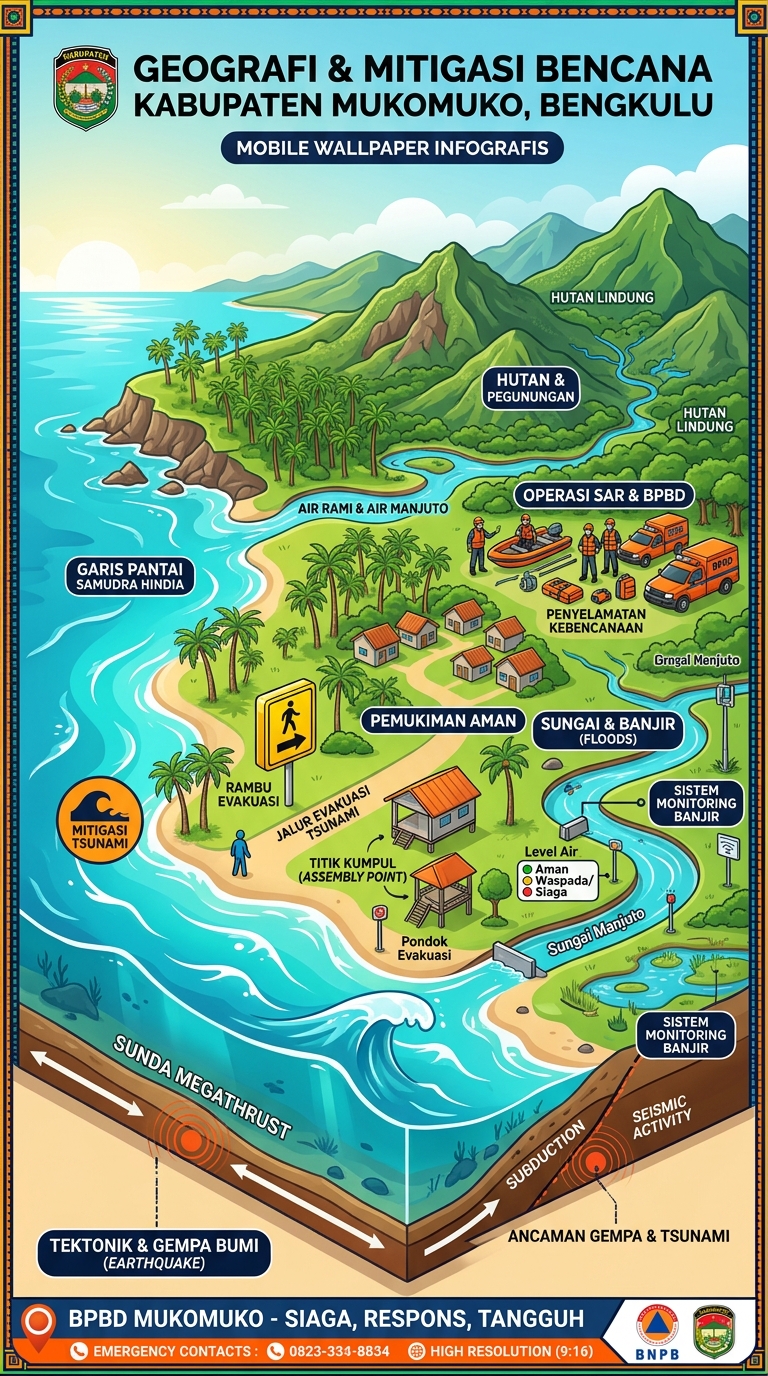 KABUPATEN
GEOGRAFI & MITIGASI BENCANA
KABUPATEN MUKOMUKO, BENGKULU
MOBILE WALLPAPER INFOGRAFIS
HUTAN LINDUNG
HUTAN &
PEGUNUNGAN
HUTAN
LINDUNG
OPERASI SAR & BPBD
AIR RAMI & AIR MANJUTO
GARIS PANTAI
SAMUDRA HINDIA
PENYELAMATAN
KEBENCANAAN
Grngal Menjuto
PEMUKIMAN AMAN
SUNGAI & BANJIR
(FLOODS)
RAMBU
EVAKUASI
JALUR EVAKUASI
TSUNAMI
SISTEM
MONITORING
BANJIR
MITIGASI
TSUNAMI
TITIK KUMPUL
(ASSEMBLY POINT)
Level Air
Aman
Waspada/
Siaga
Pondok
Evakuasi
Sungai Manjuto
SISTEM
MONITORING
BANJIR
SUNDA MEGATHRUST
SUBDUCTION
SEISMIC
ACTIVITY
TEKTONIK & GEMPA BUMI
(EARTHQUAKE)
ANCAMAN GEMPA & TSUNAMI
BPBD MUKOMUKO - SIAGA, RESPONS, TANGGUH
EMERGENCY CONTACTS : 0823-334-8834 HIGH RESOLUTION (9:16)
BNPB